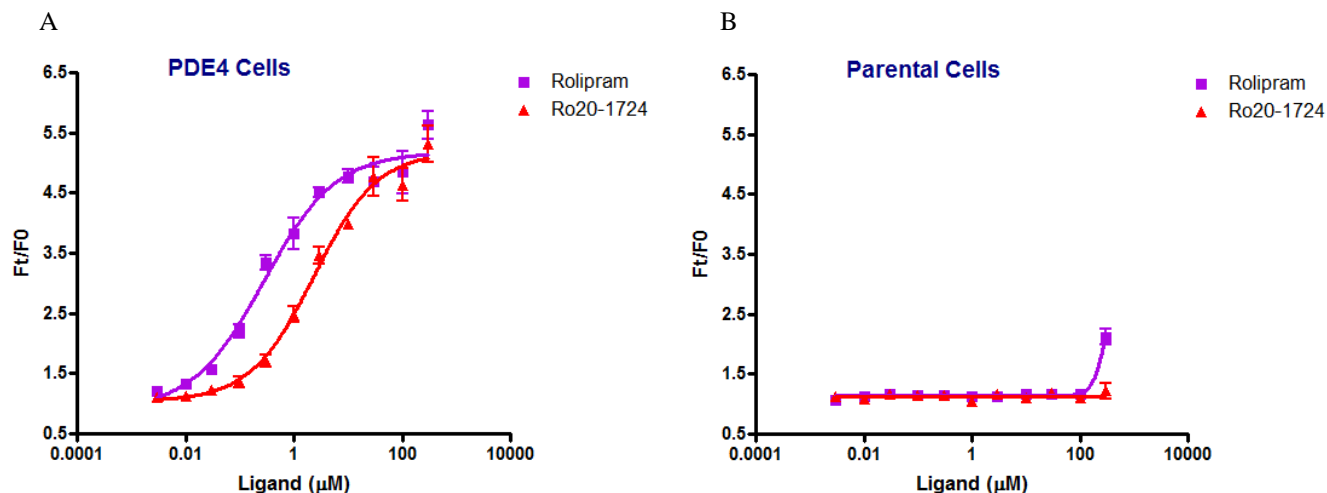 A
PDE4 Cells
6.5
5.5
4.5
3.5
2.5
1.5
0.5
Ft/F0
0.0001
0.01
1
100
10000
Ligand (μM)
Rolipram
Ro20-1724
B
Parental Cells
6.5
5.5
4.5
3.5
2.5
1.5
0.5
Ft/F0
0.0001
0.01
1
100
10000
Ligand (μM)
Rolipram
Ro20-1724